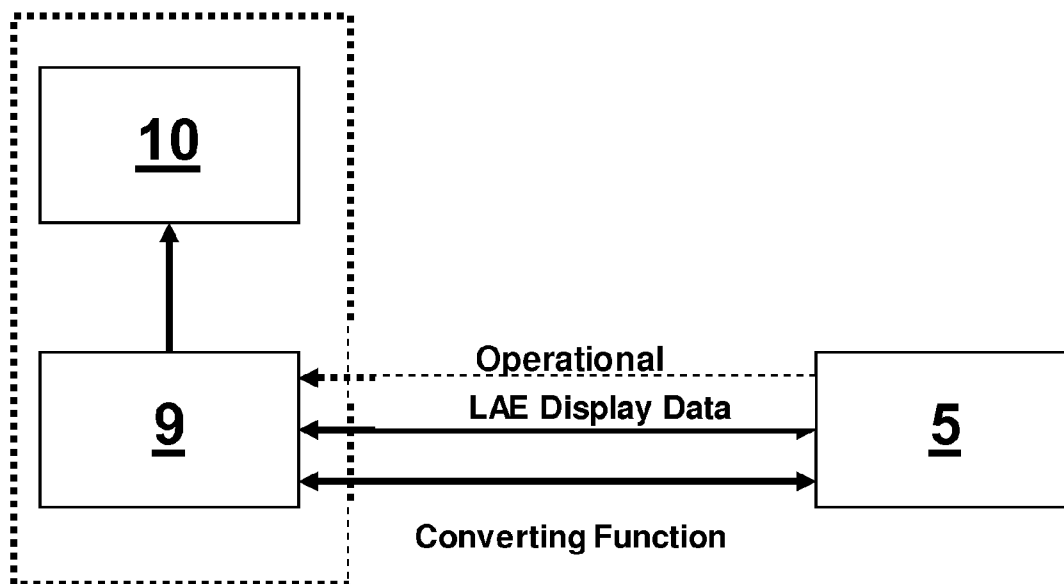 10
Operational
LAE Display Data
9
5
Converting Function